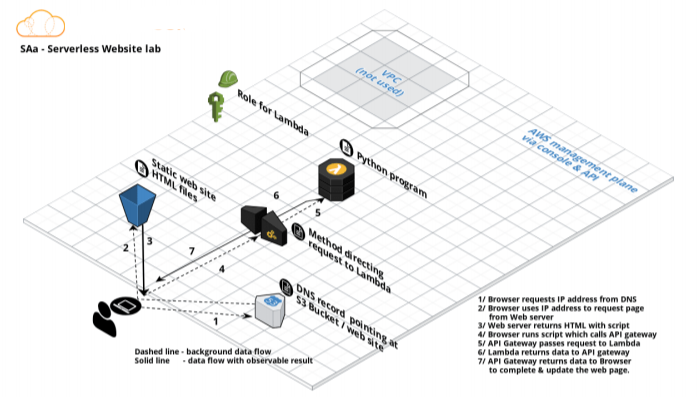 SAa - Serverless Website lab
VPC
(not used)
Role for Lambda
AWS management plane
via console & API
Python program
Static web site
HTML files
6
5
3
2
7
Method directing
request to Lambda
4
DNS record pointing at
S3 Bucket / web site
1
1/ Browser requests IP address from DNS
2/ Browser uses IP address to request page
from Web server
3/ Web server returns HTML with script
4/ Browser runs script which calls API gateway
5/ API Gateway passes request to Lambda
6/ Lambda returns data to API gateway
7/ API Gateway returns data to Browser
to complete & update the web page.
Dashed line - background data flow
Solid line - data flow with observable result